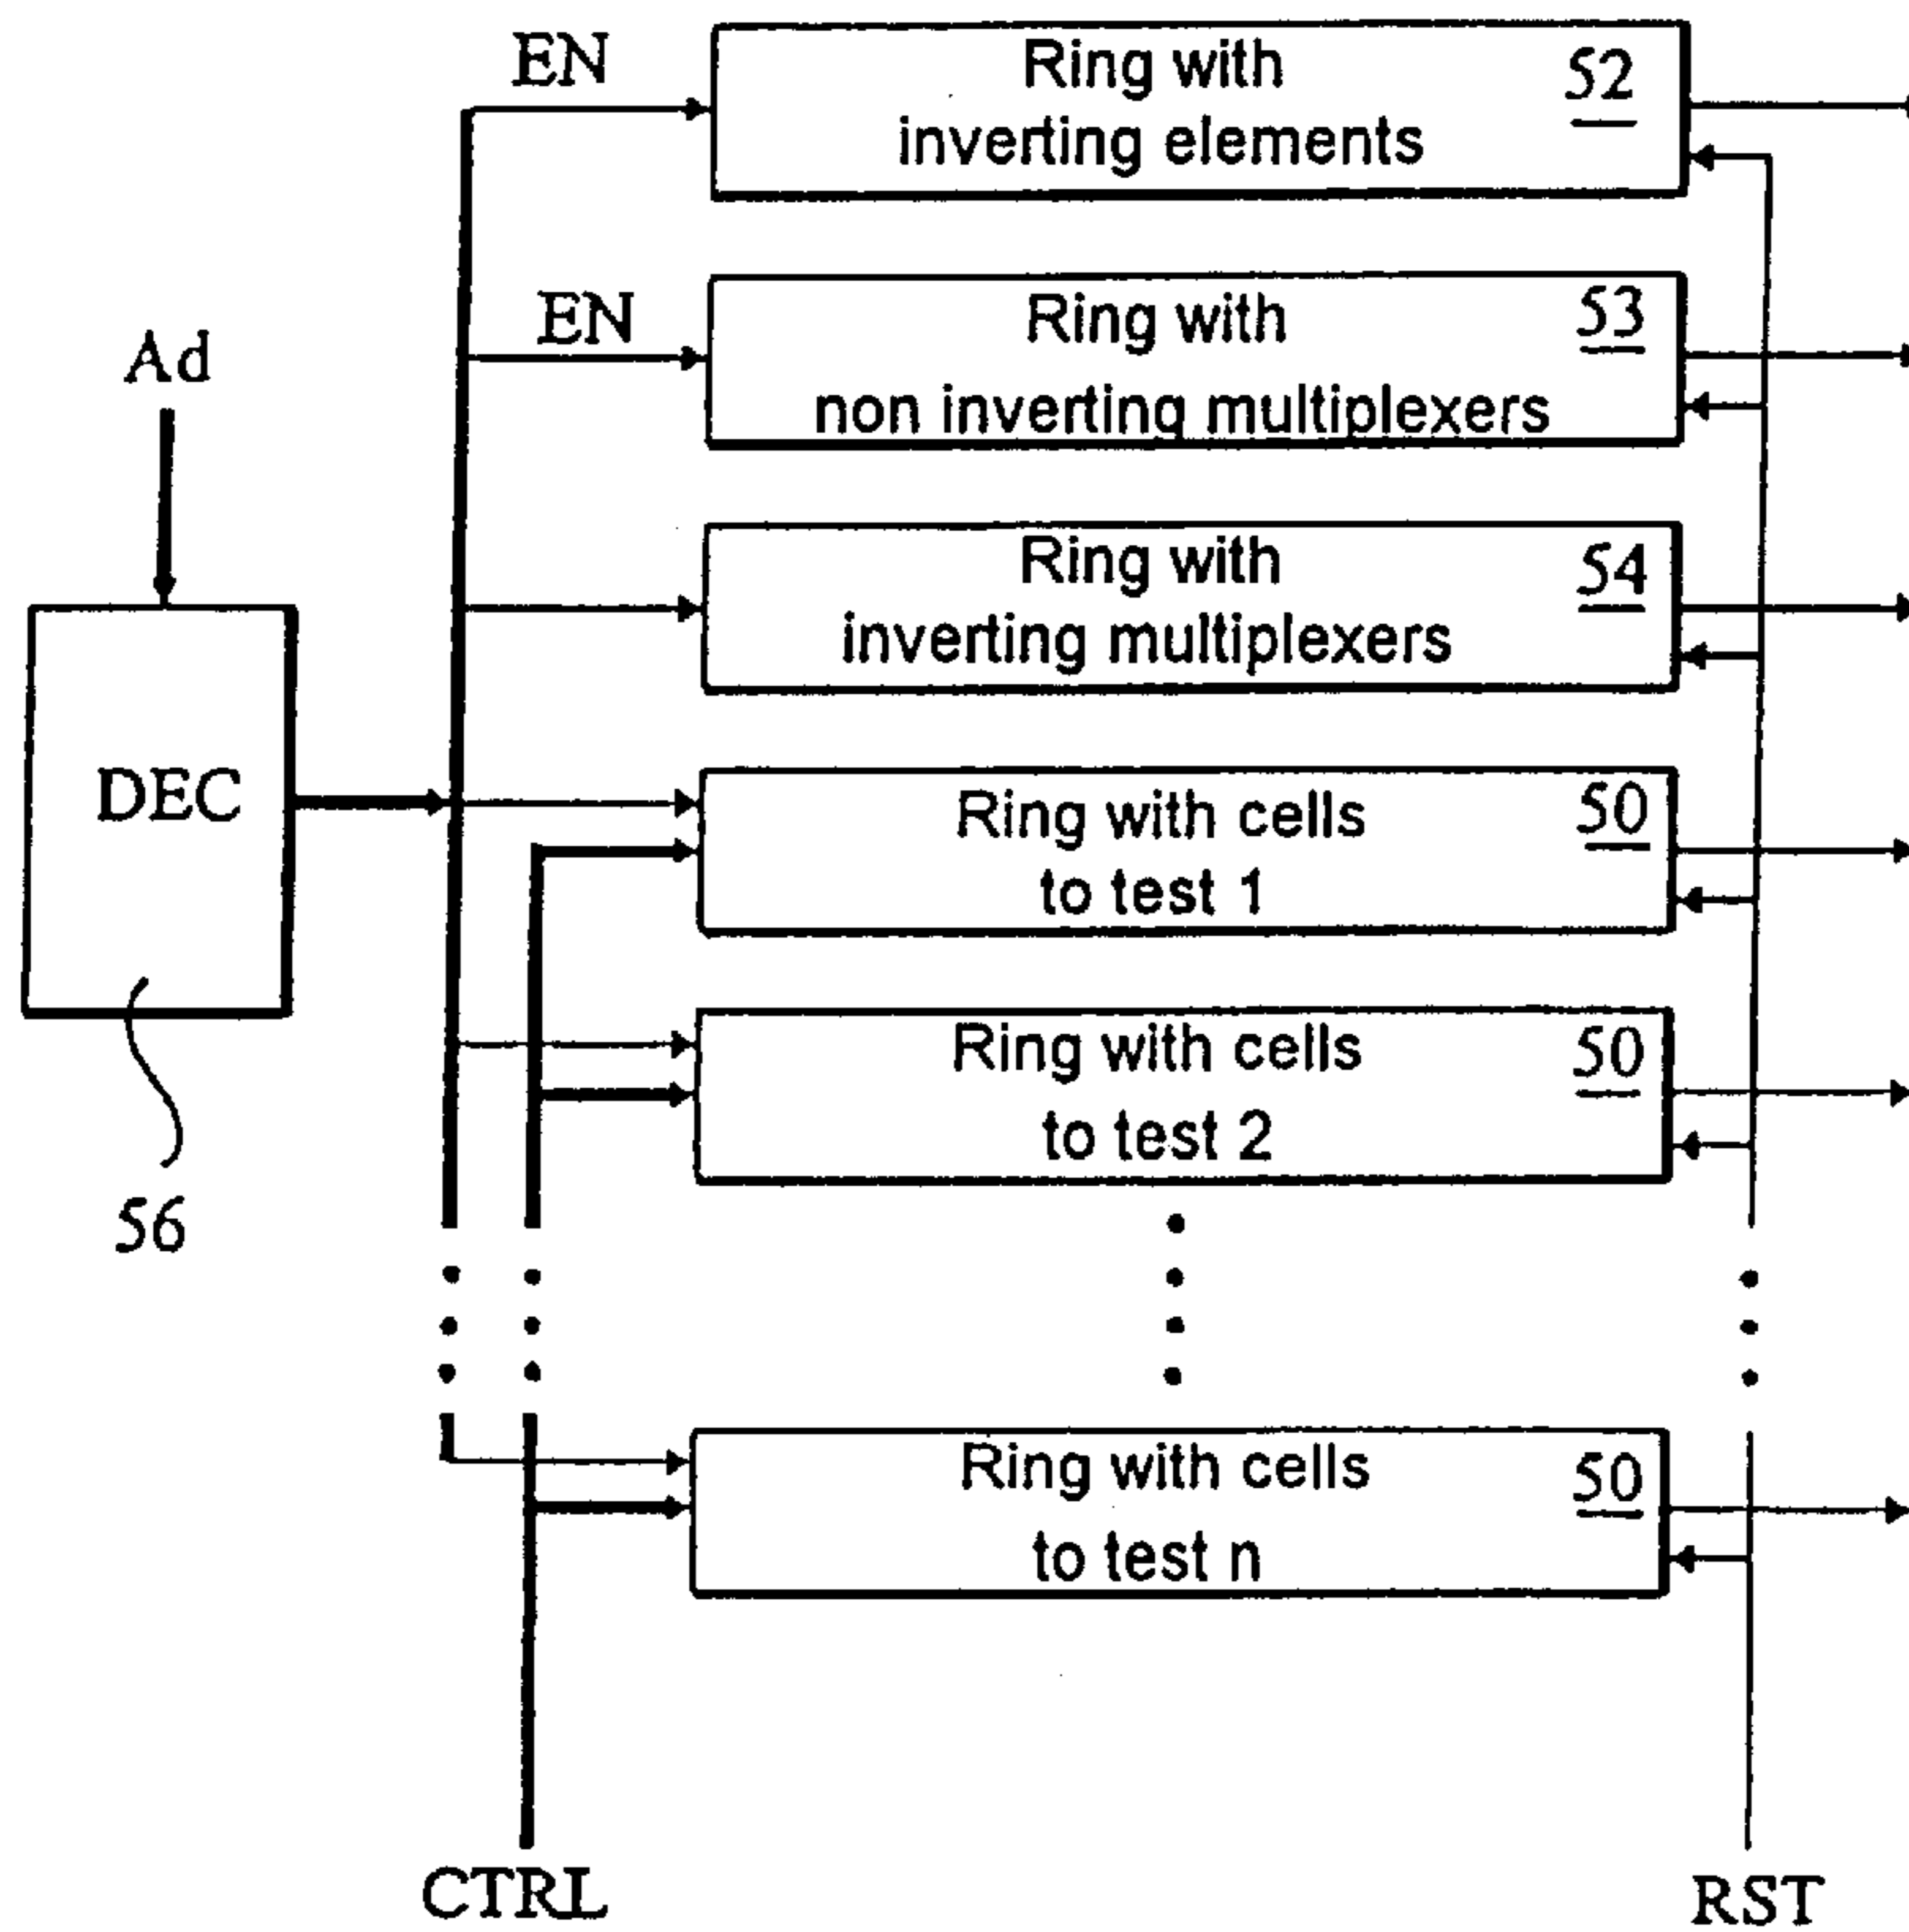 EN
Ring with
52
inverting elements
EN
Ring with
53
non inverting multiplexers
Ad
Ring with
54
inverting multiplexers
DEC
Ring with cells
50
to test 1
Ring with cells
50
to test 2
56
Ring with cells
50
to test n
CTRL
RST